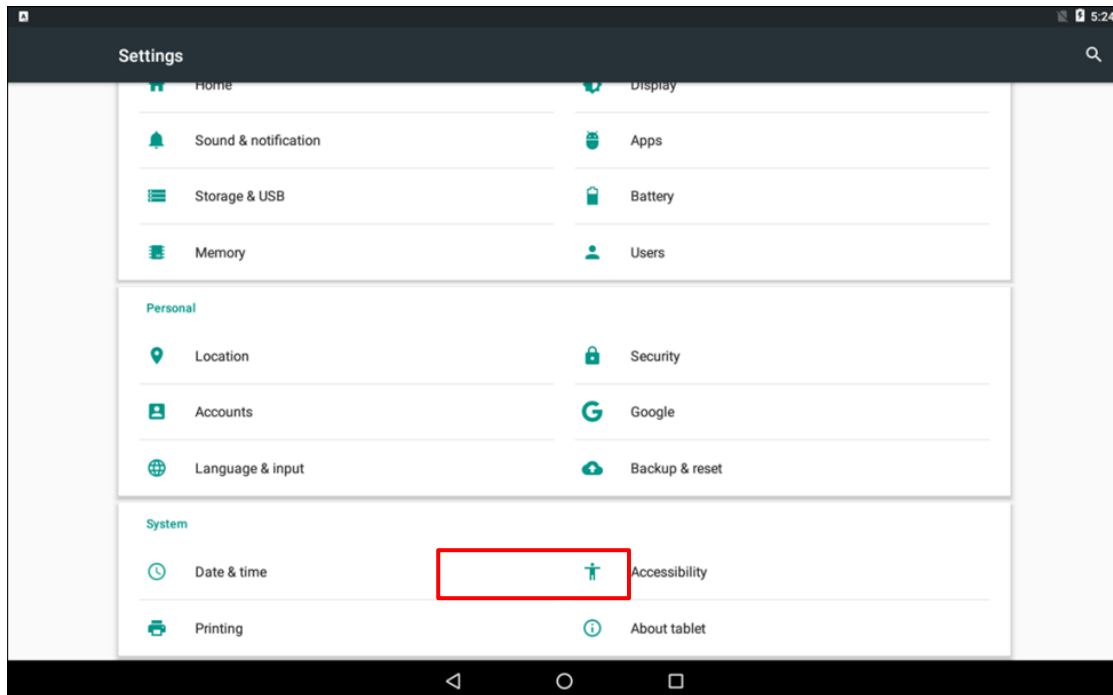 5:24
Settings
Home Display
Sound & notification Apps
Storage & USB Battery
Memory Users
Personal
Location Security
Accounts Google
Language & input Backup & reset
System
Date & time Accessibility
Printing About tablet